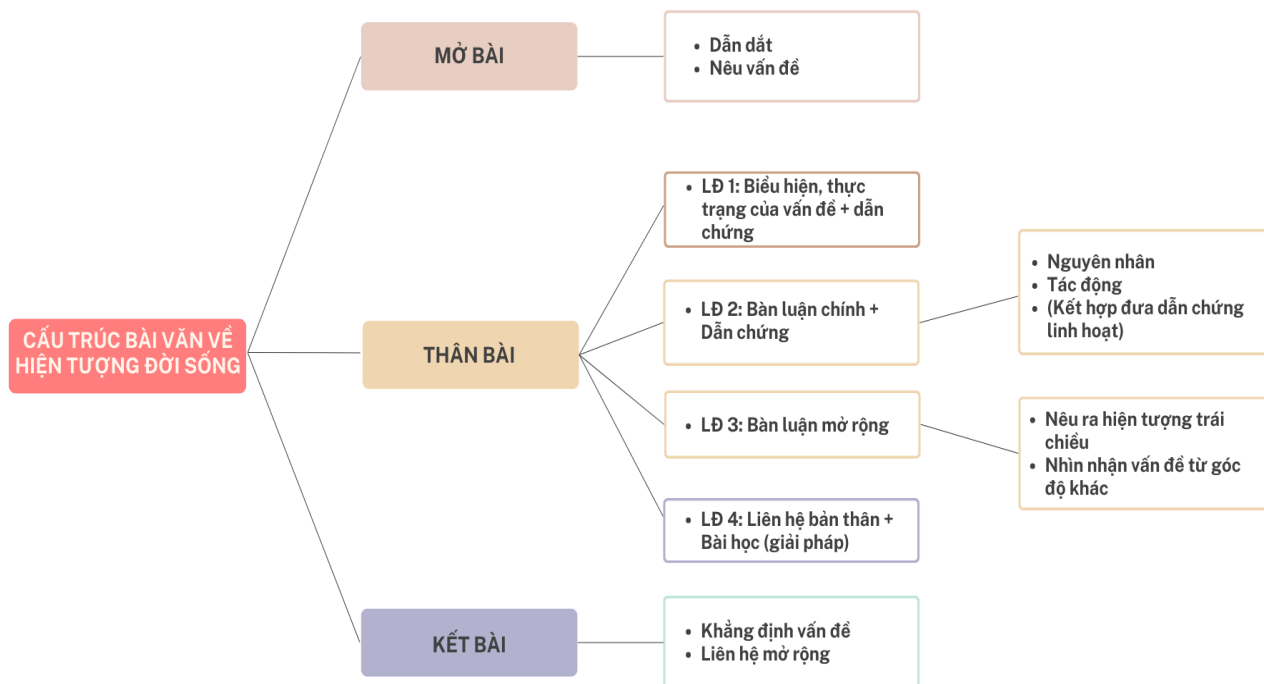 CẤU TRÚC BÀI VĂN VỀ
HIỆN TƯỢNG ĐỜI SỐNG
MỞ BÀI
• Dẫn dắt
• Nêu vấn đề
THÂN BÀI
• LĐ 1: Biểu hiện, thực
trạng của vấn đề + dẫn
chứng
• LĐ 2: Bàn luận chính +
Dẫn chứng
• Nguyên nhân
• Tác động
• (Kết hợp đưa dẫn chứng
linh hoạt)
• LĐ 3: Bàn luận mở rộng
• Nêu ra hiện tượng trái
chiều
• Nhìn nhận vấn đề từ góc
độ khác
• LĐ 4: Liên hệ bản thân +
Bài học (giải pháp)
KẾT BÀI
• Khẳng định vấn đề
• Liên hệ mở rộng